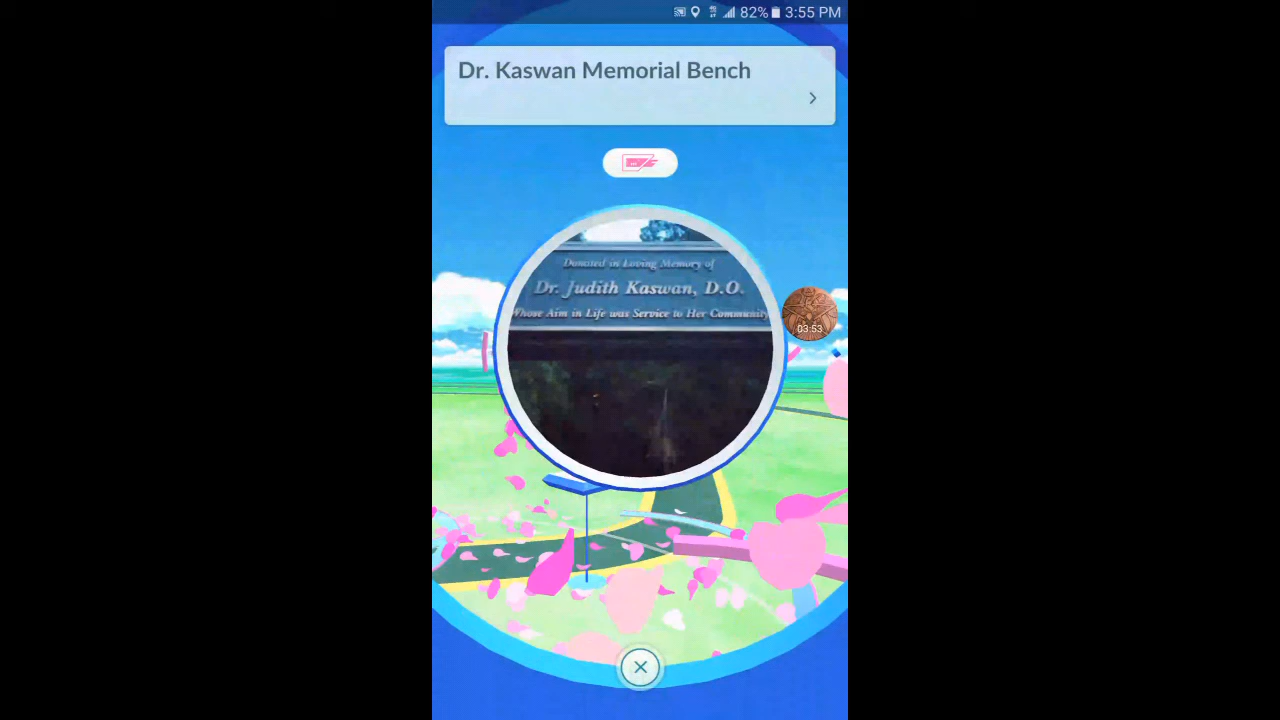 82% 3:55 PM
Dr. Kaswan Memorial Bench
Donated in Loving Memory of
Dr. Judith Kaswan, D.O.
Whose Aim in Life was Service to Her Community
03:53